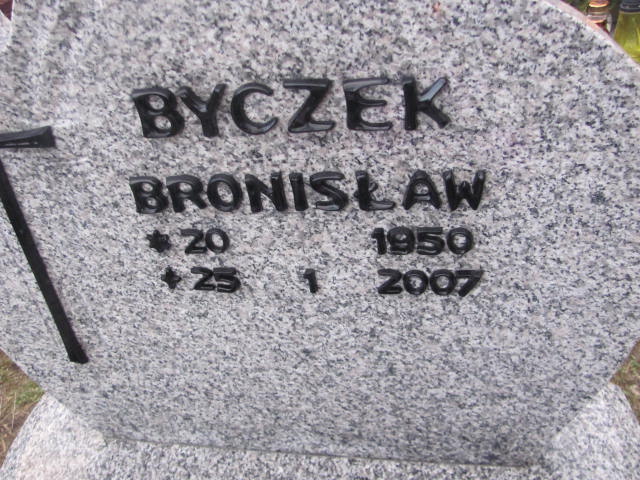 BYCZEK
BRONISŁAW
* 20 1950
+ 25 1 2007